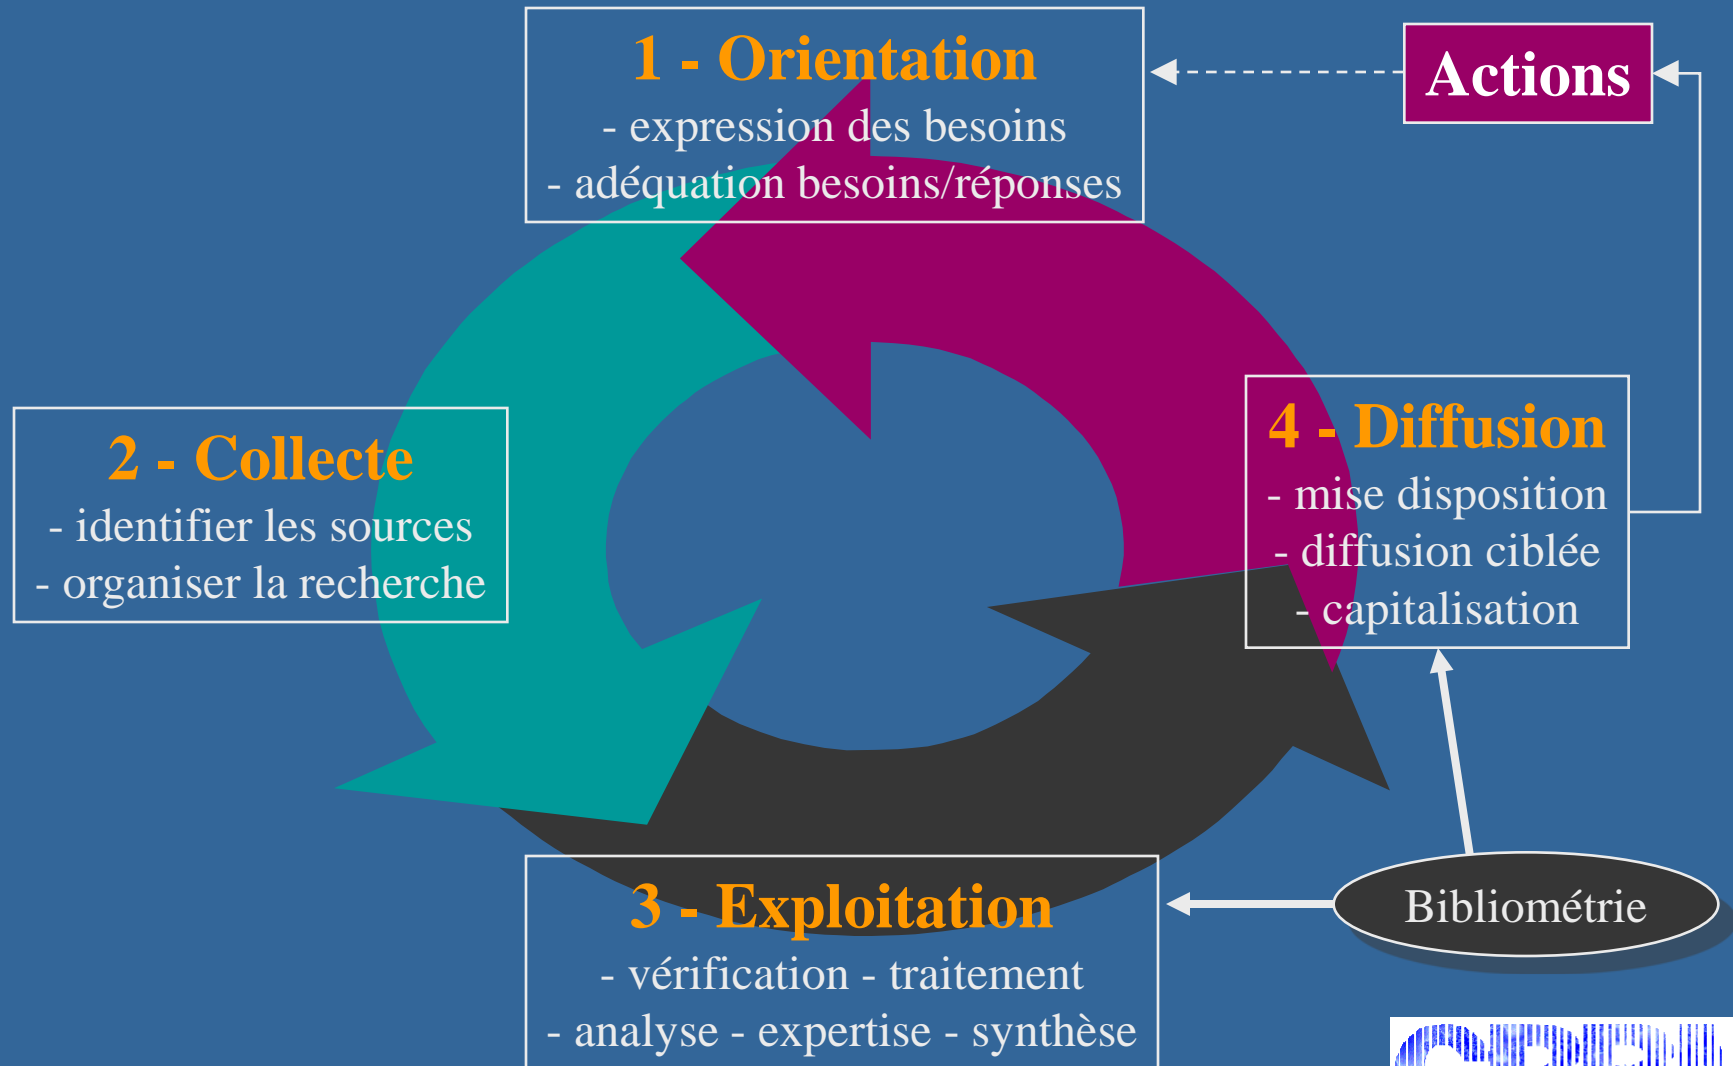 1 - Orientation
- expression des besoins
- adéquation besoins/réponses
Actions
2 - Collecte
- identifier les sources
- organiser la recherche
4 - Diffusion
- mise disposition
- diffusion ciblée
- capitalisation
3 - Exploitation
- vérification - traitement
- analyse - expertise - synthèse
Bibliométrie